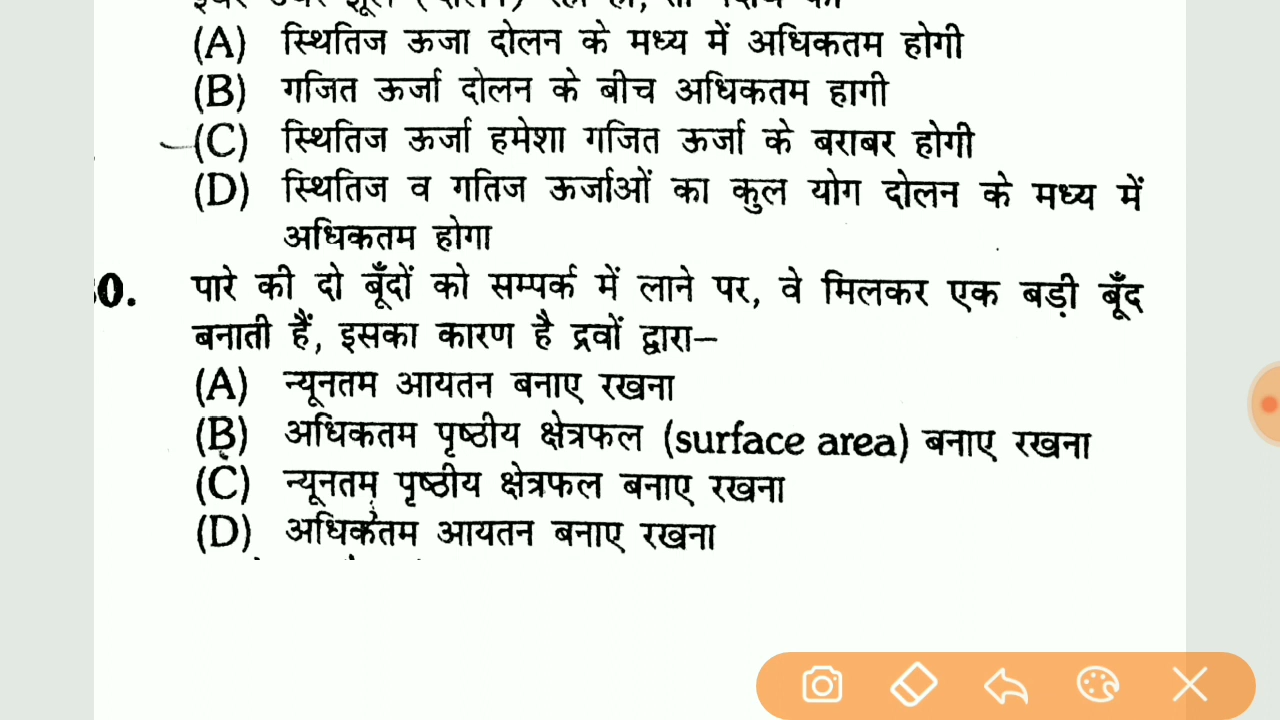 (A) स्थितिज ऊजा दोलन के मध्य में अधिकतम होगी
(B) गजित ऊर्जा दोलन के बीच अधिकतम हागी
(C) स्थितिज ऊर्जा हमेशा गजित ऊर्जा के बराबर होगी
(D) स्थितिज व गतिज ऊर्जाओं का कुल योग दोलन के मध्य में
अधिकतम होगा
0. पारे की दो बूँदों को सम्पर्क में लाने पर, वे मिलकर एक बड़ी बूँद
बनाती हैं, इसका कारण है द्रवों द्वारा–
(A) न्यूनतम आयतन बनाए रखना
(B) अधिकतम पृष्ठीय क्षेत्रफल (surface area) बनाए रखना
(C) न्यूनतम पृष्ठीय क्षेत्रफल बनाए रखना
(D) अधिकतम आयतन बनाए रखना